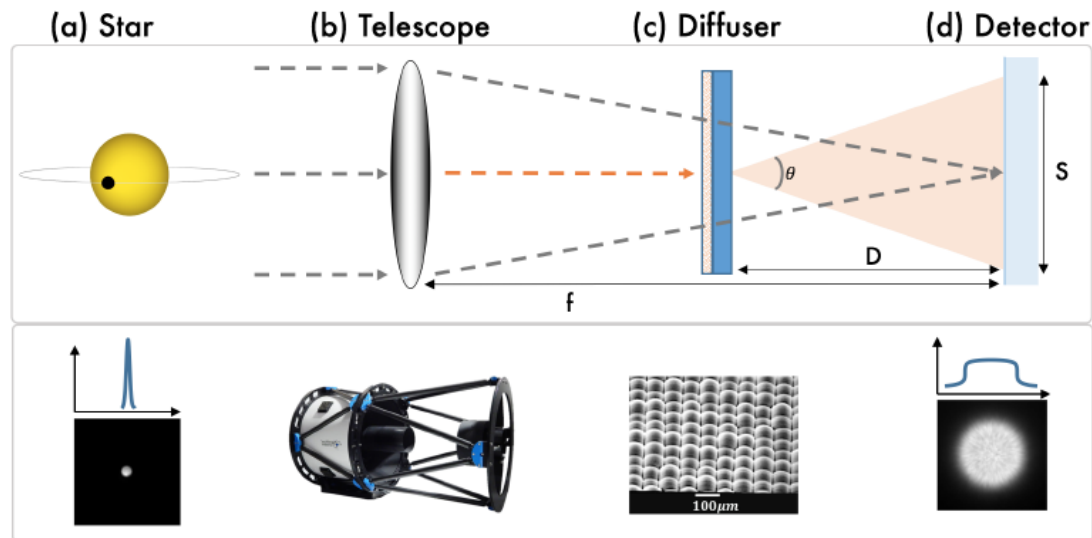 (a) Star (b) Telescope (c) Diffuser (d) Detector
θ
S
D
f
100μm